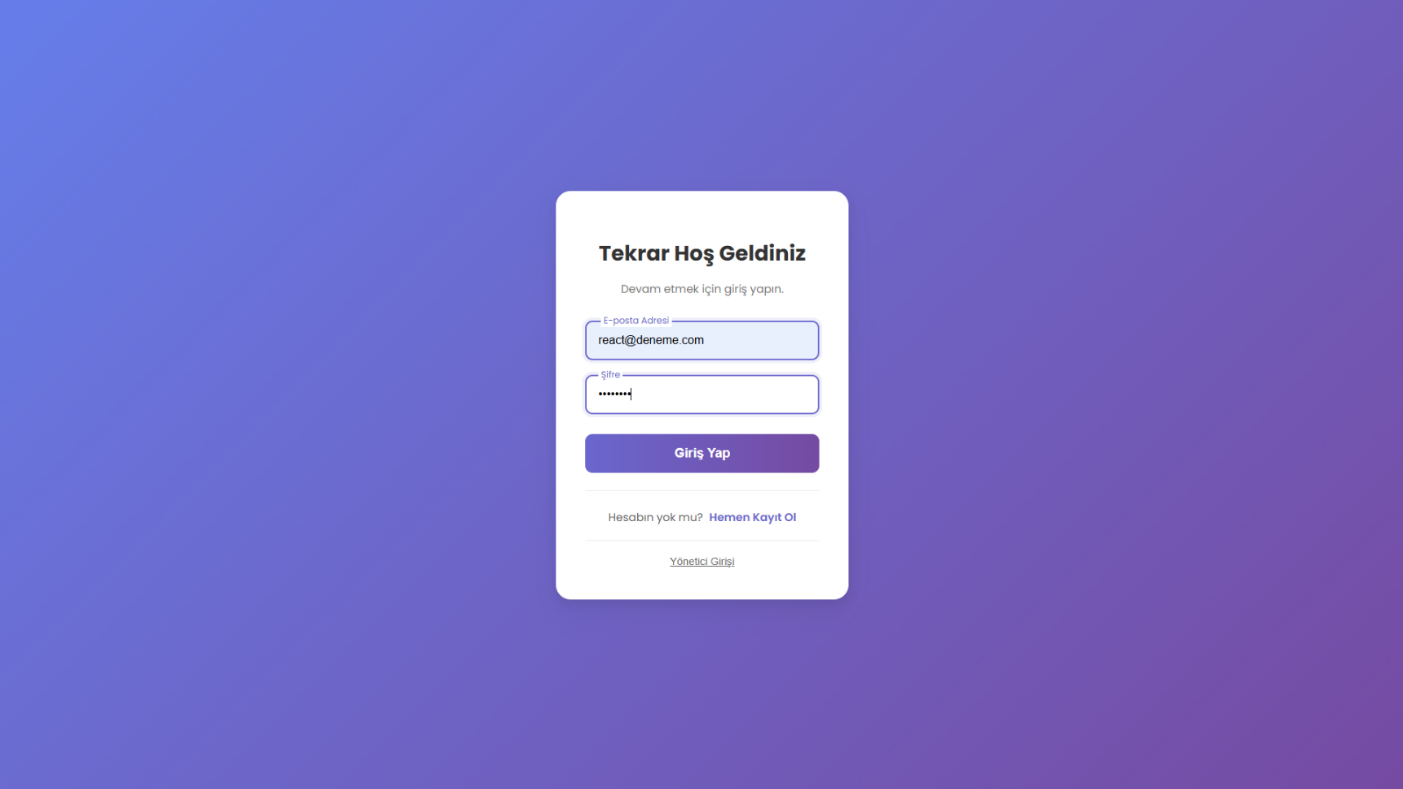 Tekrar Hoş Geldiniz
Devam etmek için giriş yapın.
E-posta Adresi
react@deneme.com
Şifre
••••••••
Giriş Yap
Hesabın yok mu? Hemen Kayıt Ol
Yönetici Girişi